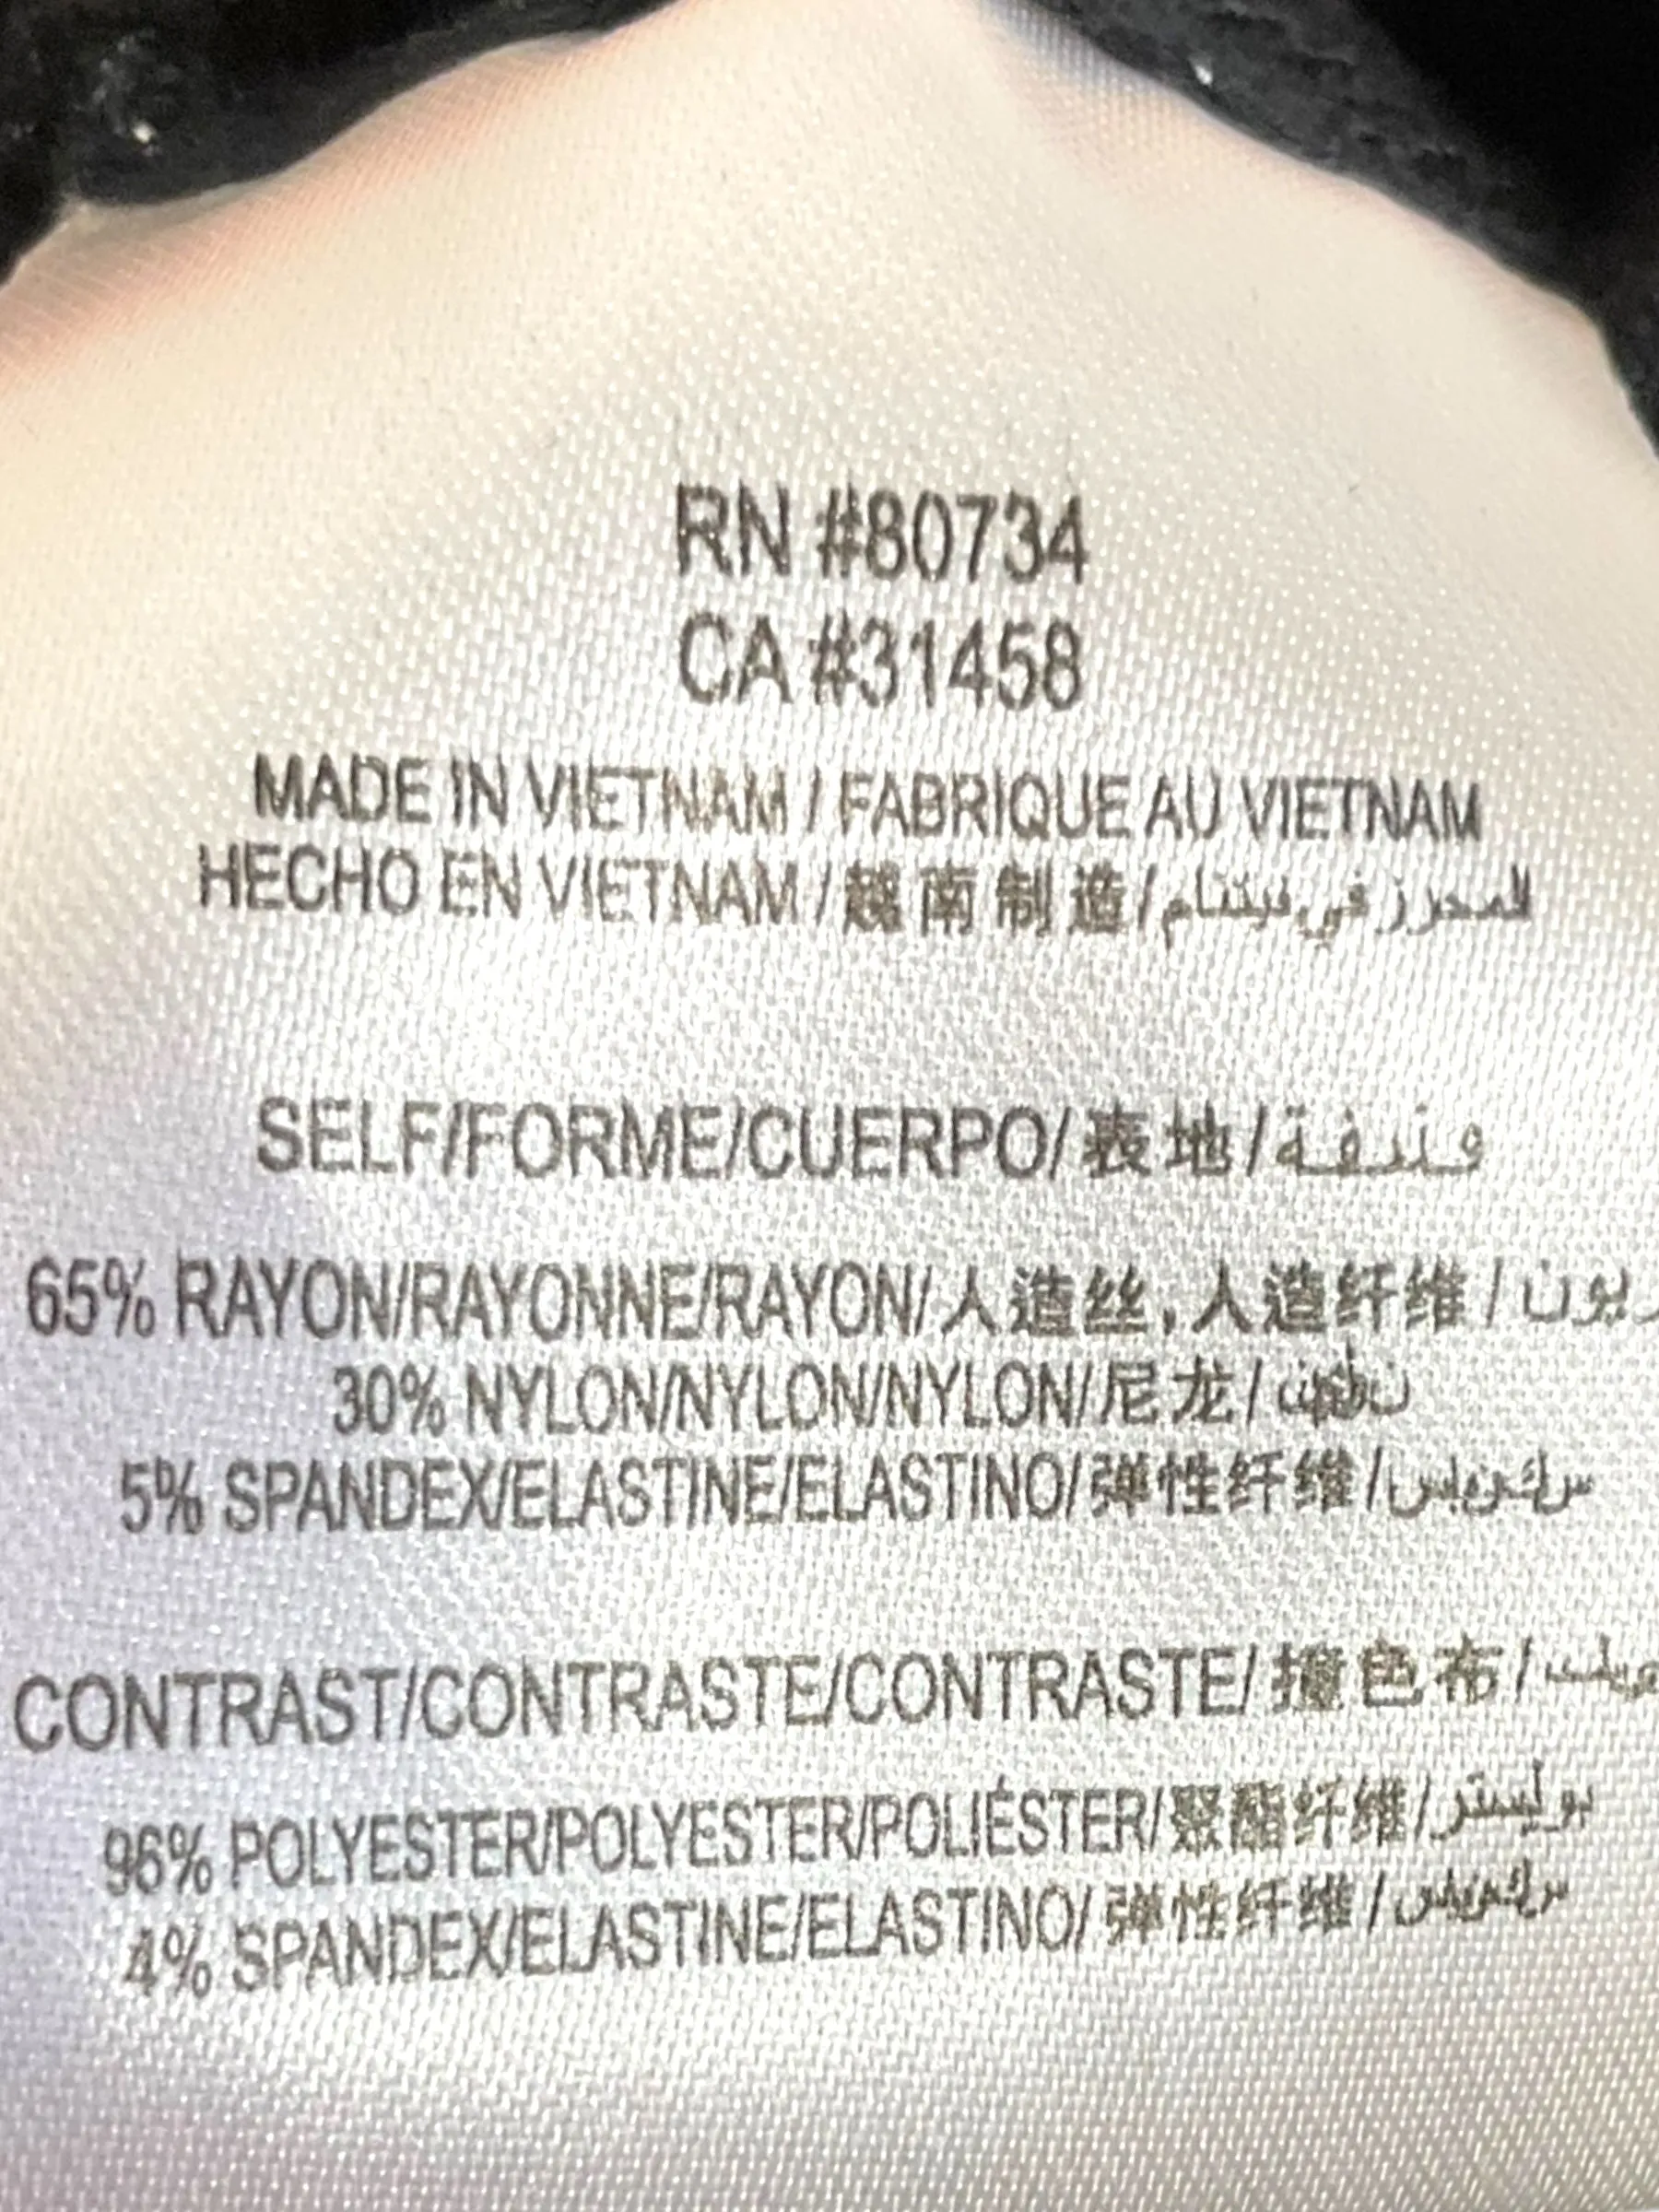 RN #80734
CA #31458
MADE IN VIETNAM / FABRIQUE AU VIETNAM
HECHO EN VIETNAM / 越南制造 /
SELF/FORME/CUERPO/ 表地 /
65% RAYON/RAYONNE/RAYON/ 人造丝, 人造纤维 /
30% NYLON/NYLON/NYLON/ 尼龙 /
5% SPANDEX/ELASTINE/ELASTINO/ 弹性纤维 /
CONTRAST/CONTRASTE/CONTRASTE/ 撞色布 /
96% POLYESTER/POLYESTER/POLIÉSTER/ 聚酯纤维 / بوليستر
4% SPANDEX/ELASTINE/ELASTINO/ 弹性纤维 /